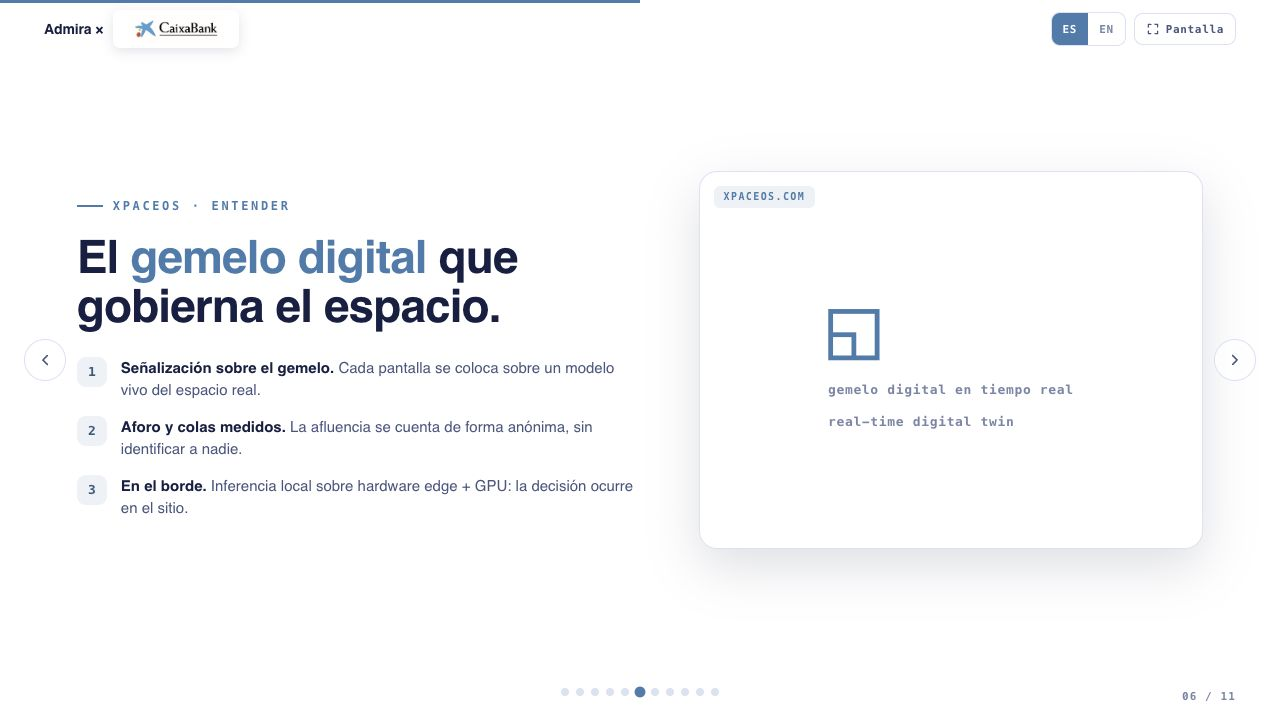 Admira ×
CaixaBank
ES
EN
Pantalla
XPACEOS · ENTENDER
El gemelo digital que
gobierna el espacio.
1
Señalización sobre el gemelo. Cada pantalla se coloca sobre un modelo
vivo del espacio real.
2
Aforo y colas medidos. La afluencia se cuenta de forma anónima, sin
identificar a nadie.
3
En el borde. Inferencia local sobre hardware edge + GPU: la decisión ocurre
en el sitio.
XPACEOS.COM
gemelo digital en tiempo real
real-time digital twin
06 / 11